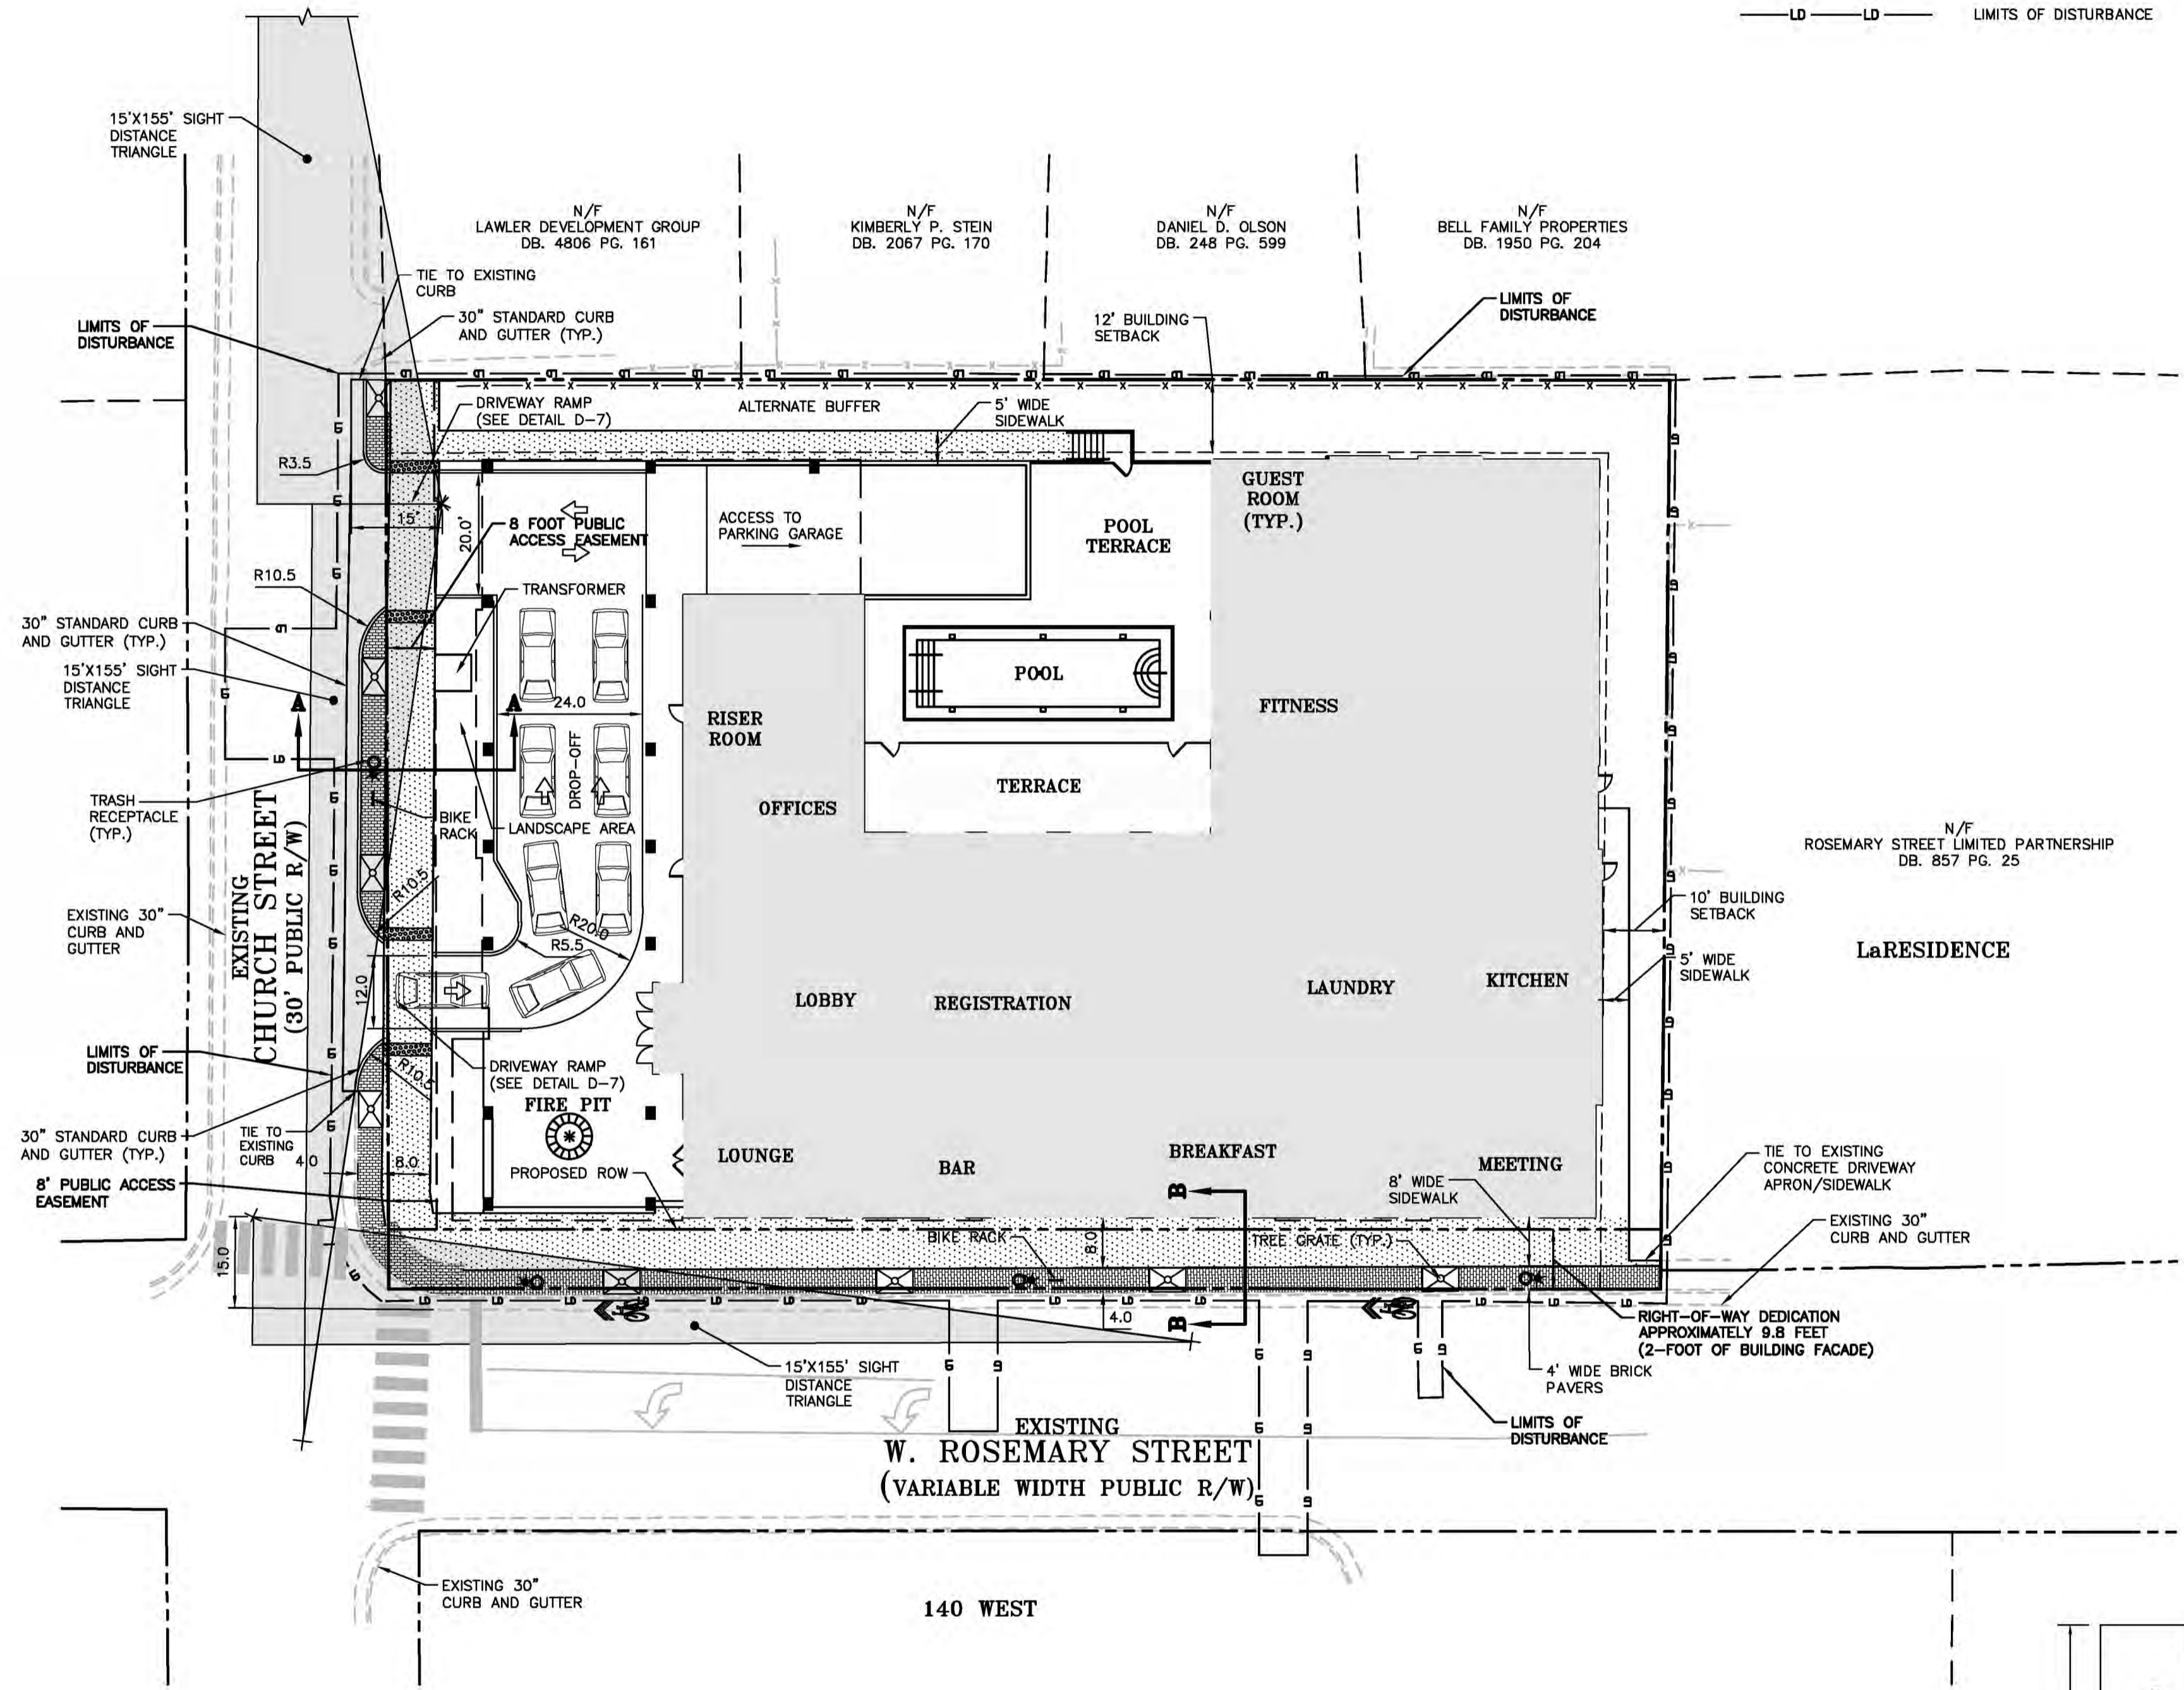 LD LD LIMITS OF DISTURBANCE
15'X155' SIGHT
DISTANCE
TRIANGLE
N/F
LAWLER DEVELOPMENT GROUP
DB. 4806 PG. 161
N/F
KIMBERLY P. STEIN
DB. 2067 PG. 170
N/F
DANIEL D. OLSON
DB. 248 PG. 599
N/F
BELL FAMILY PROPERTIES
DB. 1950 PG. 204
TIE TO EXISTING
CURB
30" STANDARD CURB
AND GUTTER (TYP.)
LIMITS OF
DISTURBANCE
12' BUILDING
SETBACK
LIMITS OF
DISTURBANCE
DRIVEWAY RAMP
(SEE DETAIL D-7)
ALTERNATE BUFFER
5' WIDE
SIDEWALK
R3.5
15'
20.0'
8 FOOT PUBLIC
ACCESS EASEMENT
ACCESS TO
PARKING GARAGE
POOL
TERRACE
GUEST
ROOM
(TYP.)
R10.5
TRANSFORMER
30" STANDARD CURB
AND GUTTER (TYP.)
15'X155' SIGHT
DISTANCE
TRIANGLE
A
A
24.0
DROP-OFF
RISER
ROOM
POOL
FITNESS
TERRACE
OFFICES
TRASH
RECEPTACLE
(TYP.)
BIKE
RACK
LANDSCAPE AREA
EXISTING
CHURCH STREET
(30' PUBLIC R/W)
N/F
ROSEMARY STREET LIMITED PARTNERSHIP
DB. 857 PG. 25
R10.5
R20.0
R5.5
EXISTING 30"
CURB AND
GUTTER
10' BUILDING
SETBACK
LaRESIDENCE
5' WIDE
SIDEWALK
12.0
LOBBY
REGISTRATION
LAUNDRY
KITCHEN
LIMITS OF
DISTURBANCE
R10.5
DRIVEWAY RAMP
(SEE DETAIL D-7)
FIRE PIT
30" STANDARD CURB
AND GUTTER (TYP.)
TIE TO
EXISTING
CURB
4.0
8.0
8' PUBLIC ACCESS
EASEMENT
PROPOSED ROW
LOUNGE
BAR
BREAKFAST
MEETING
B
8' WIDE
SIDEWALK
TIE TO EXISTING
CONCRETE DRIVEWAY
APRON/SIDEWALK
EXISTING 30"
CURB AND GUTTER
15.0
BIKE RACK
8.0
TREE GRATE (TYP.)
4.0
B
RIGHT-OF-WAY DEDICATION
APPROXIMATELY 9.8 FEET
(2-FOOT OF BUILDING FACADE)
15'X155' SIGHT
DISTANCE
TRIANGLE
4' WIDE BRICK
PAVERS
LIMITS OF
DISTURBANCE
EXISTING
W. ROSEMARY STREET
(VARIABLE WIDTH PUBLIC R/W)
EXISTING 30"
CURB AND GUTTER
140 WEST